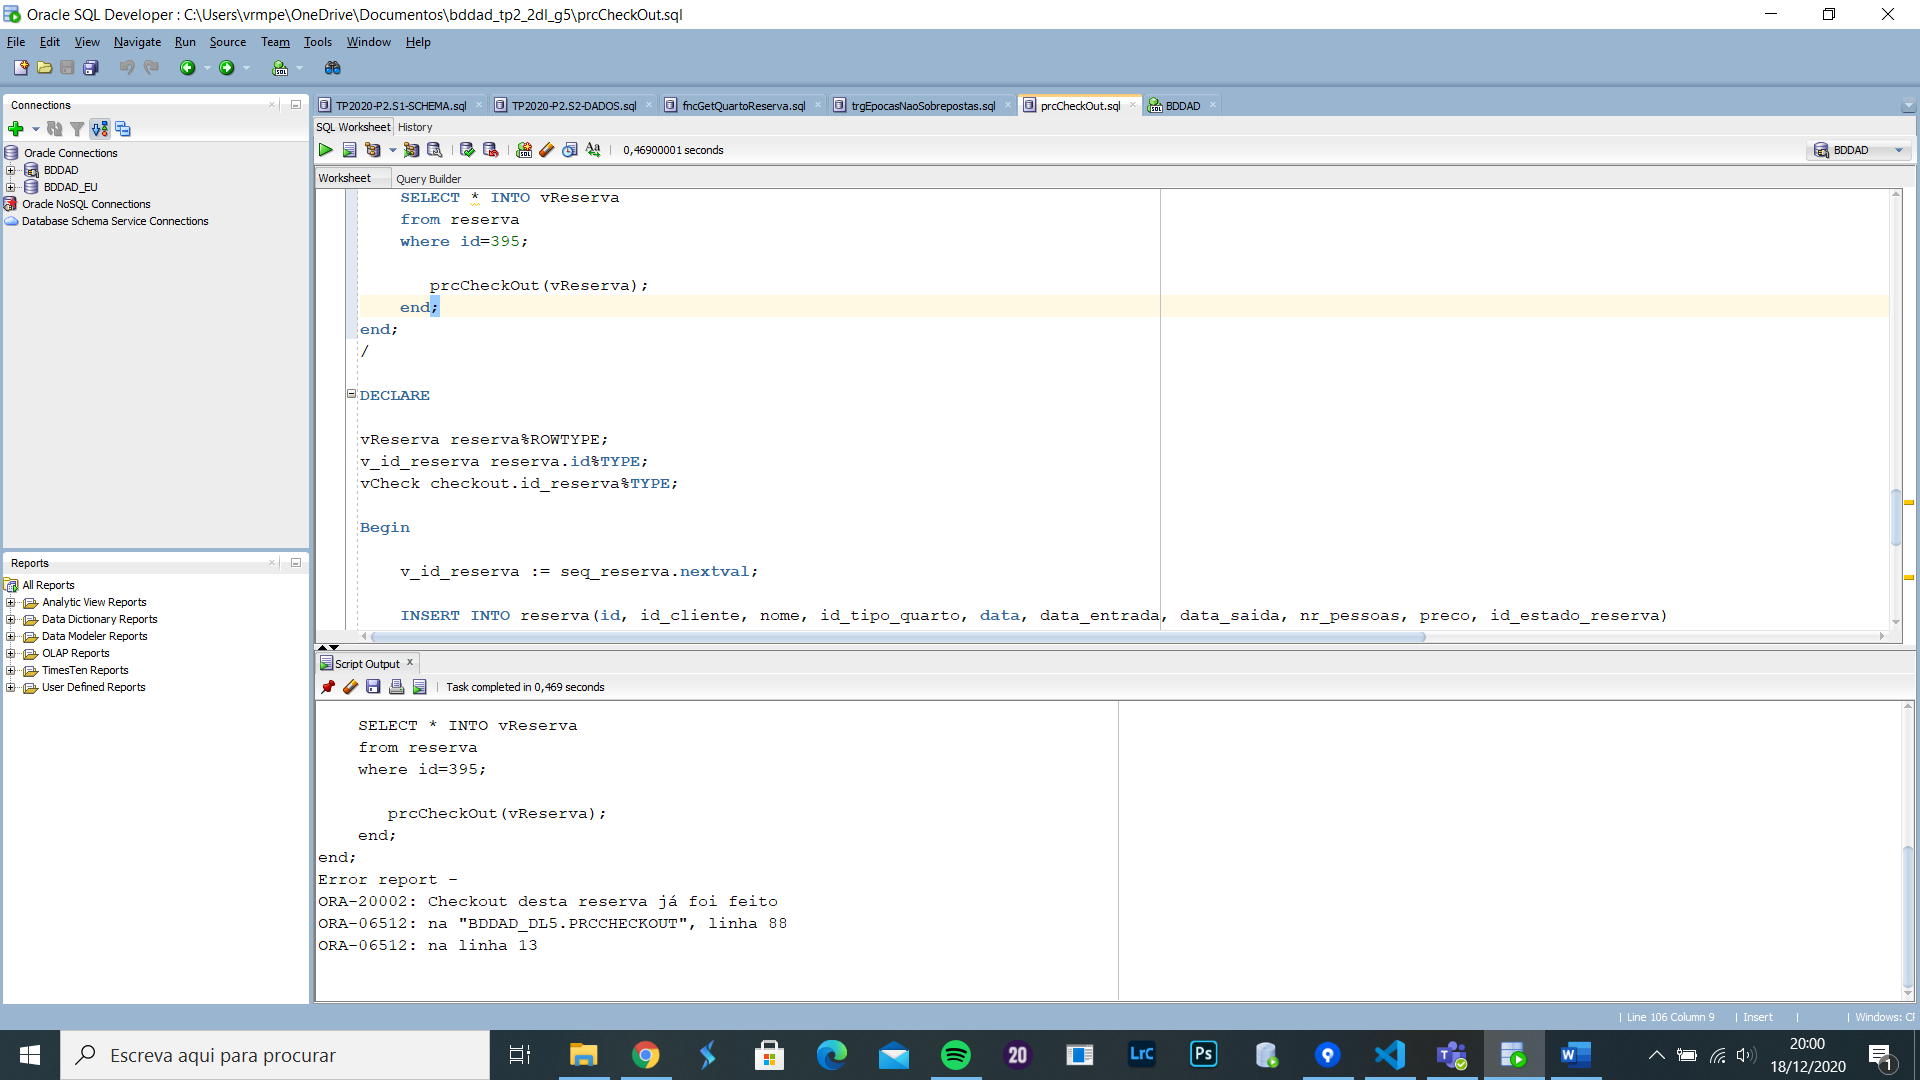 Oracle SQL Developer : C:\Users\vrmpe\OneDrive\Documentos\bddad_tp2_2dl_g5\prcCheckOut.sql
File Edit View Navigate Run Source Team Tools Window Help
Connections
Oracle Connections
BDDAD
BDDAD_EU
Oracle NoSQL Connections
Database Schema Service Connections
Reports
All Reports
Analytic View Reports
Data Dictionary Reports
Data Modeler Reports
OLAP Reports
TimesTen Reports
User Defined Reports
TP2020-P2.S1-SCHEMA.sql TP2020-P2.S2-DADOS.sql fncGetQuartoReserva.sql trgEpocasNaoSobrepostas.sql prcCheckOut.sql BDDAD
SQL Worksheet History
0,46900001 seconds
BDDAD
Worksheet Query Builder
SELECT * INTO vReserva
from reserva
where id=395;
prcCheckOut(vReserva);
end;
end;
/
DECLARE
vReserva reserva%ROWTYPE;
v_id_reserva reserva.id%TYPE;
vCheck checkout.id_reserva%TYPE;
Begin
v_id_reserva := seq_reserva.nextval;
INSERT INTO reserva(id, id_cliente, nome, id_tipo_quarto, data, data_entrada, data_saida, nr_pessoas, preco, id_estado_reserva)
Script Output
Task completed in 0,469 seconds
SELECT * INTO vReserva
from reserva
where id=395;
prcCheckOut(vReserva);
end;
end;
Error report -
ORA-20002: Checkout desta reserva já foi feito
ORA-06512: na "BDDAD_DL5.PRCCHECKOUT", linha 88
ORA-06512: na linha 13
Line 106 Column 9 Insert Windows: CF
Escreva aqui para procurar
20
LrC
Ps
20:00
18/12/2020
1